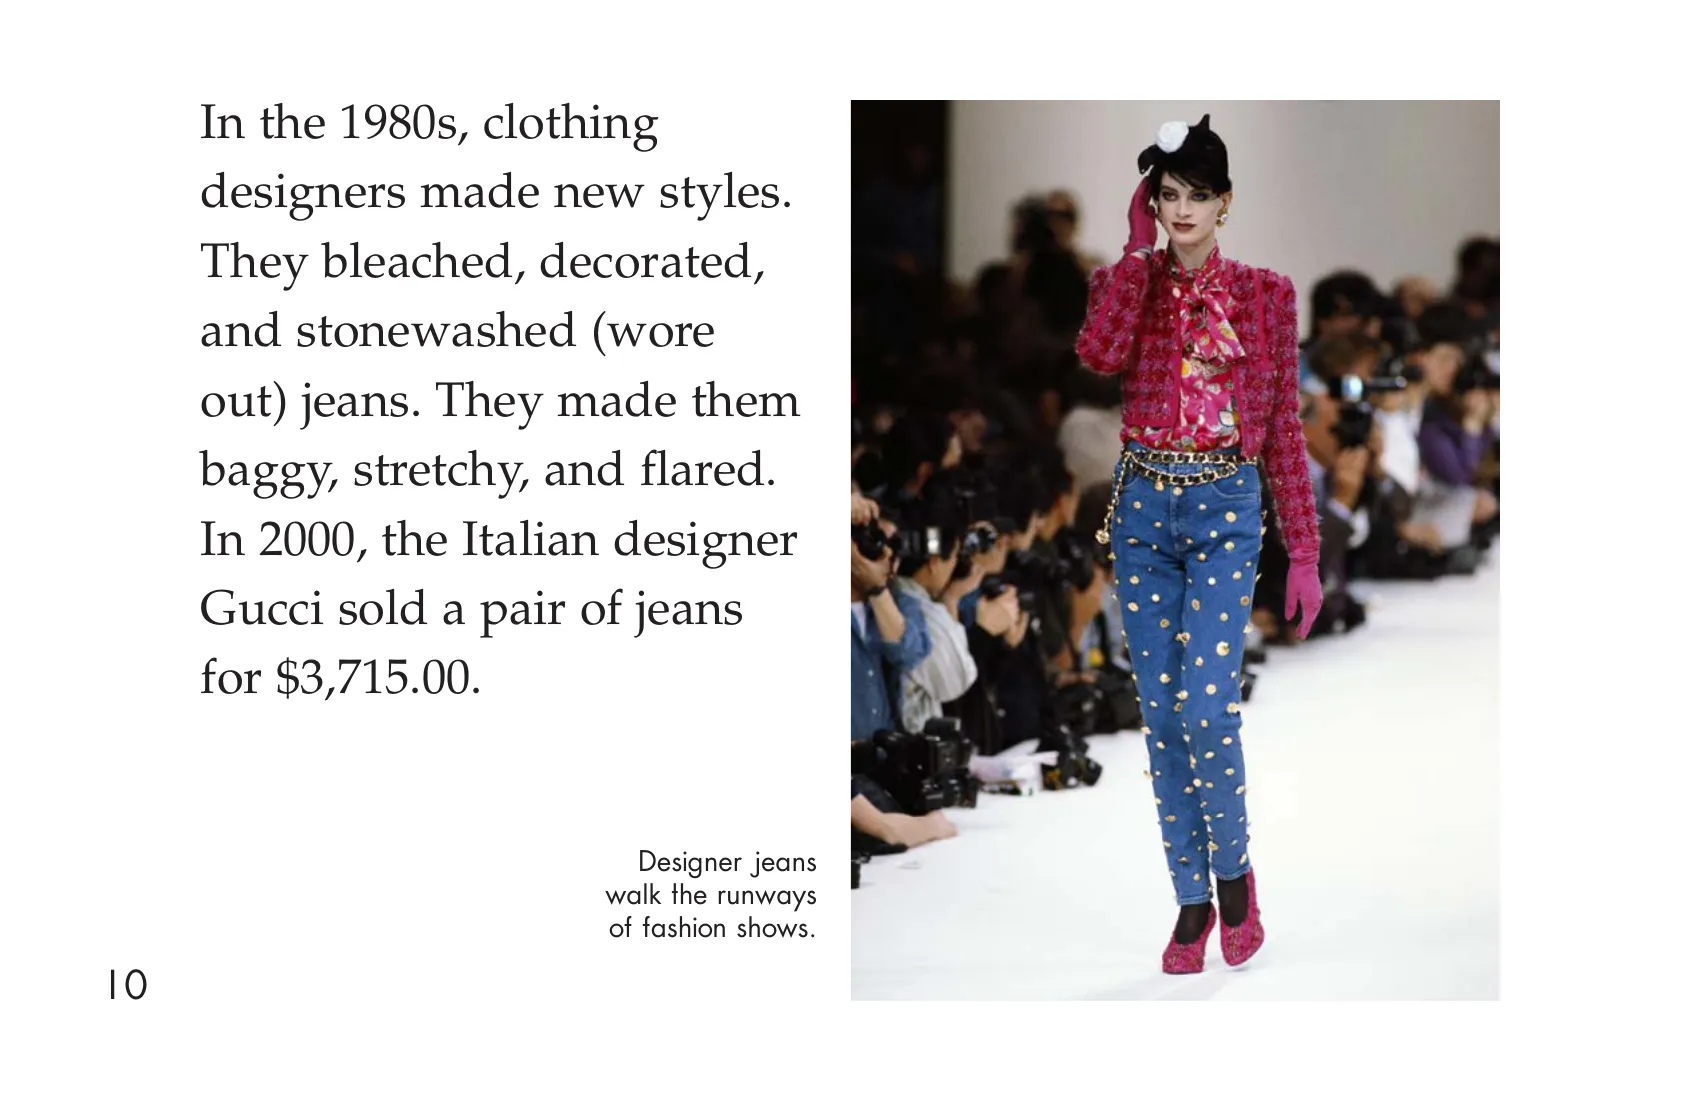 In the 1980s, clothing
designers made new styles.
They bleached, decorated,
and stonewashed (wore
out) jeans. They made them
baggy, stretchy, and flared.
In 2000, the Italian designer
Gucci sold a pair of jeans
for $3,715.00.
Designer jeans
walk the runways
of fashion shows.
10